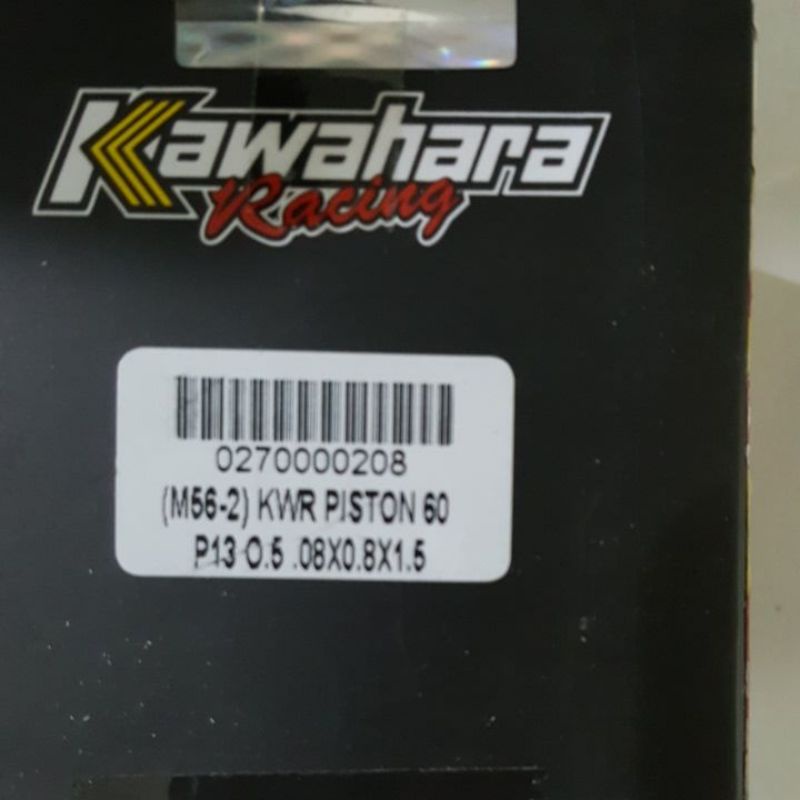 Kawahara
Racing
0270000208
(M56-2) KWR PISTON 60
P13 O.5 .08X0.8X1.5